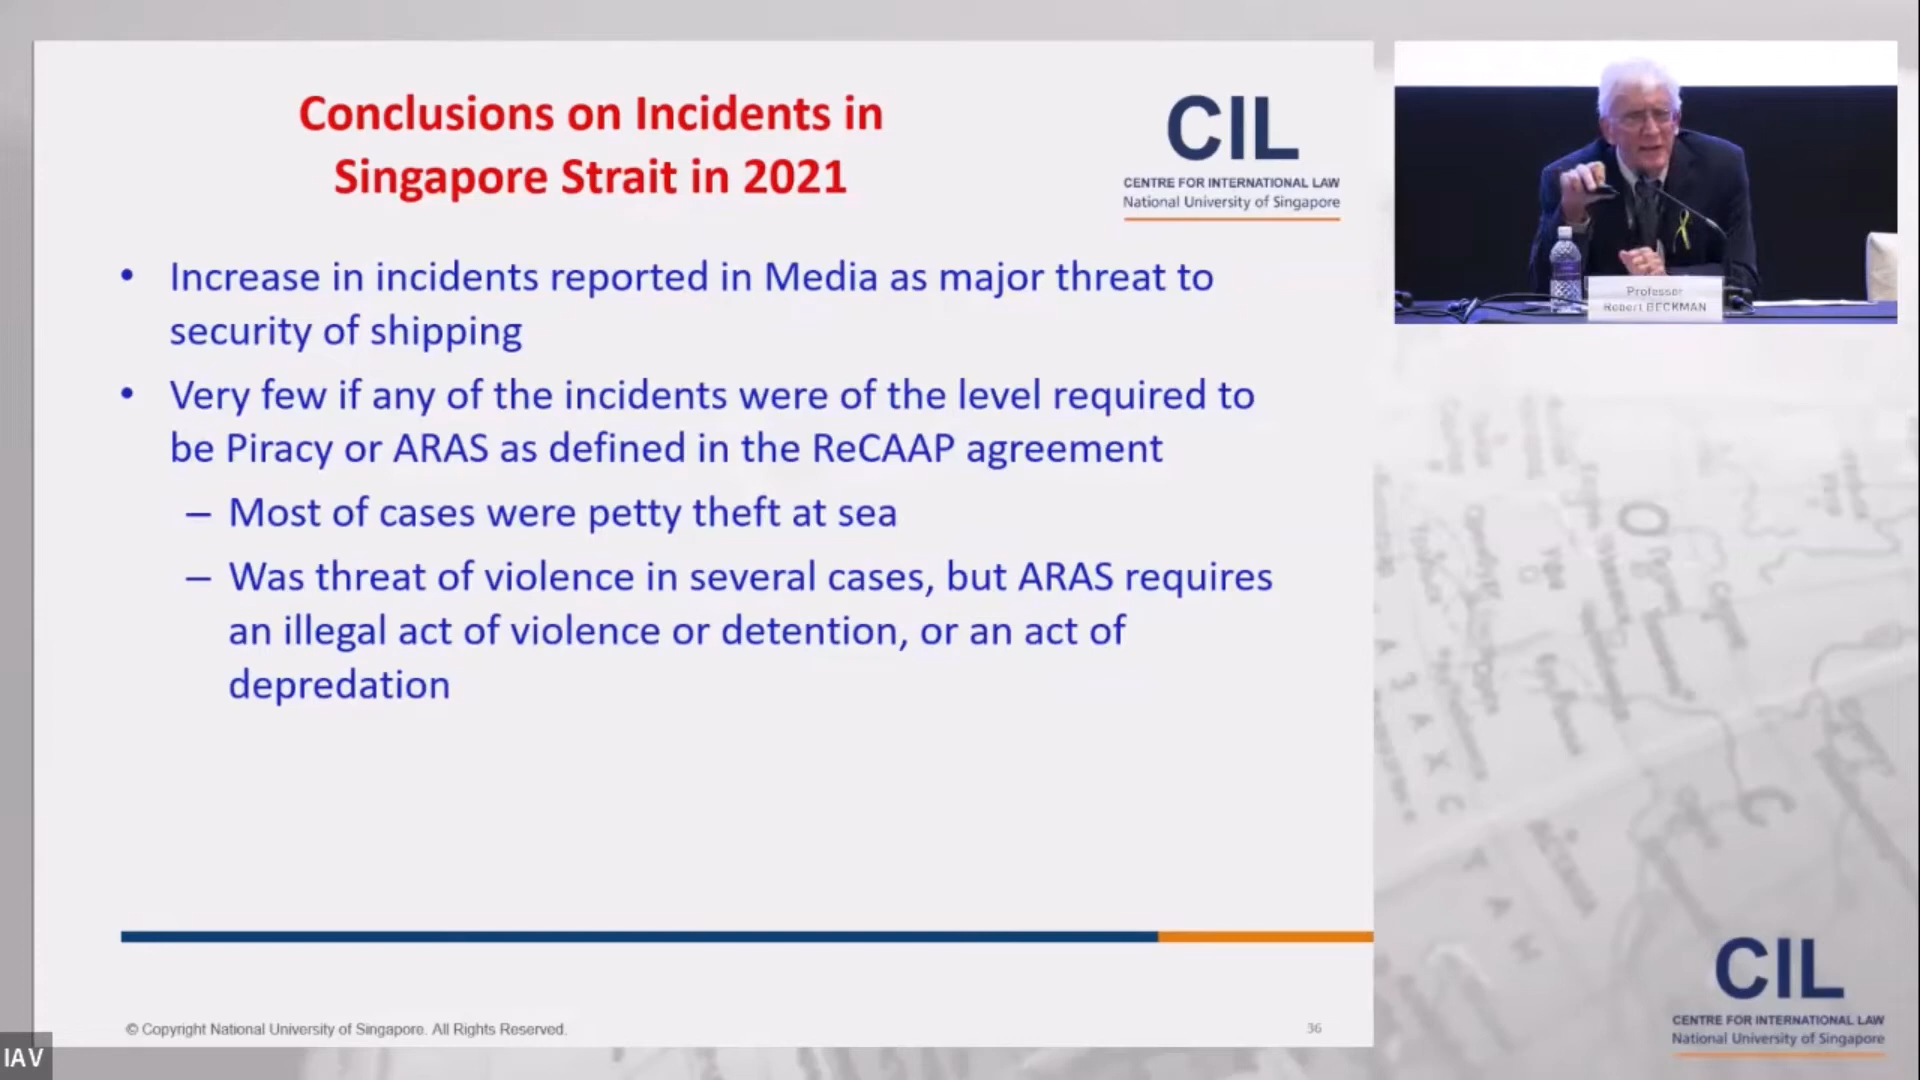 Conclusions on Incidents in
Singapore Strait in 2021
CIL
CENTRE FOR INTERNATIONAL LAW
National University of Singapore
• Increase in incidents reported in Media as major threat to
security of shipping
• Very few if any of the incidents were of the level required to
be Piracy or ARAS as defined in the ReCAAP agreement
– Most of cases were petty theft at sea
– Was threat of violence in several cases, but ARAS requires
an illegal act of violence or detention, or an act of
depredation
© Copyright National University of Singapore. All Rights Reserved.
36
Professor
Robert BECKMAN
CIL
CENTRE FOR INTERNATIONAL LAW
National University of Singapore
IAV